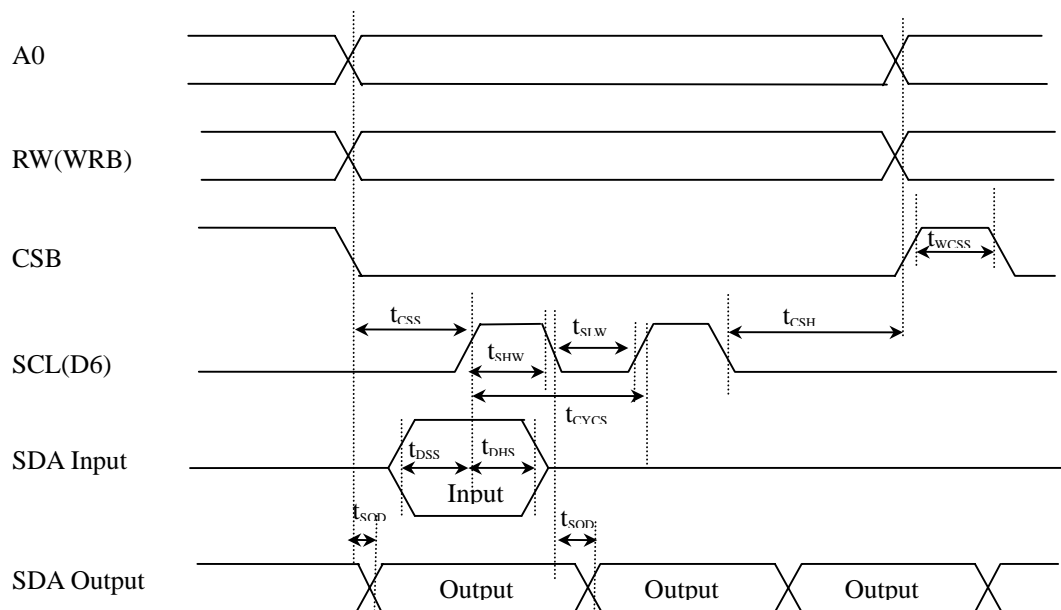 A0
RW(WRB)
CSB
tWCSS
tCSS
tSLW
tCSH
SCL(D6)
tSHW
tCYCS
SDA Input
tDSS
tDHS
Input
tSOD
tSOD
SDA Output
Output
Output
Output